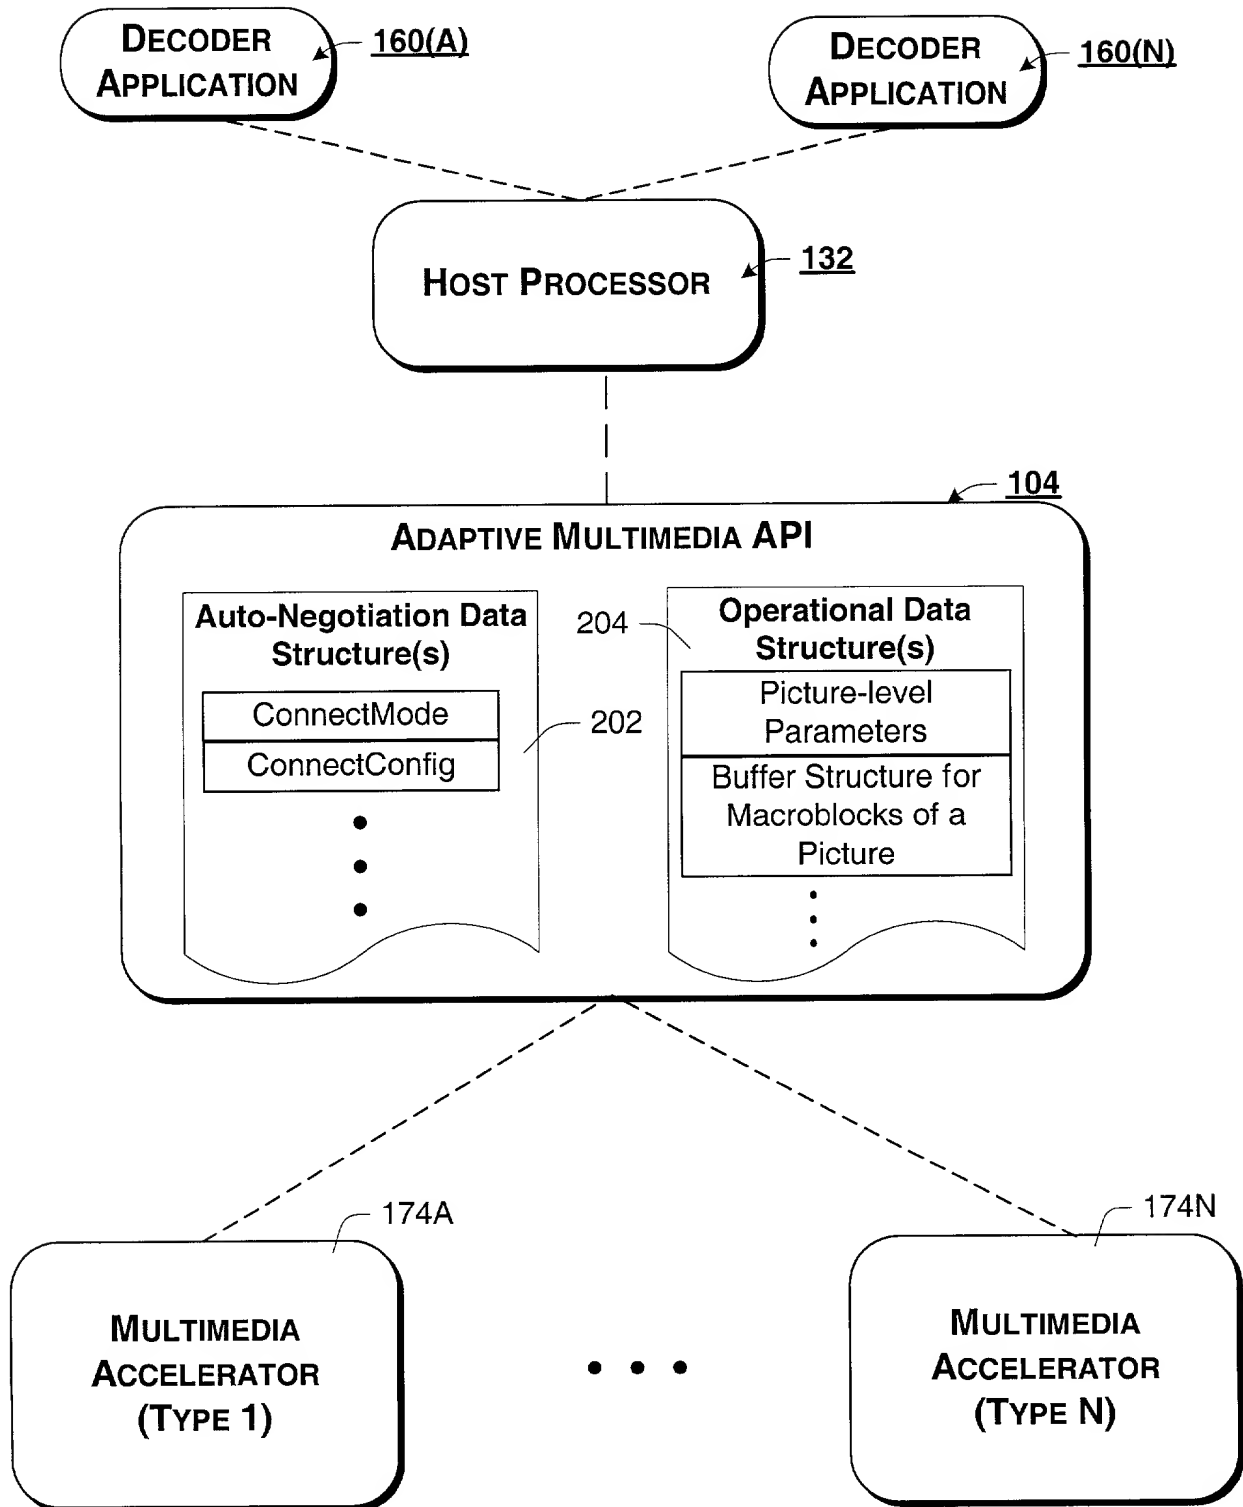 DECODER
APPLICATION
160(A)
DECODER
APPLICATION
160(N)
HOST PROCESSOR
132
104
ADAPTIVE MULTIMEDIA API
Auto-Negotiation Data
Structure(s)
ConnectMode
ConnectConfig
202
204
Operational Data
Structure(s)
Picture-level
Parameters
Buffer Structure for
Macroblocks of a
Picture
174A
MULTIMEDIA
ACCELERATOR
(TYPE 1)
174N
MULTIMEDIA
ACCELERATOR
(TYPE N)